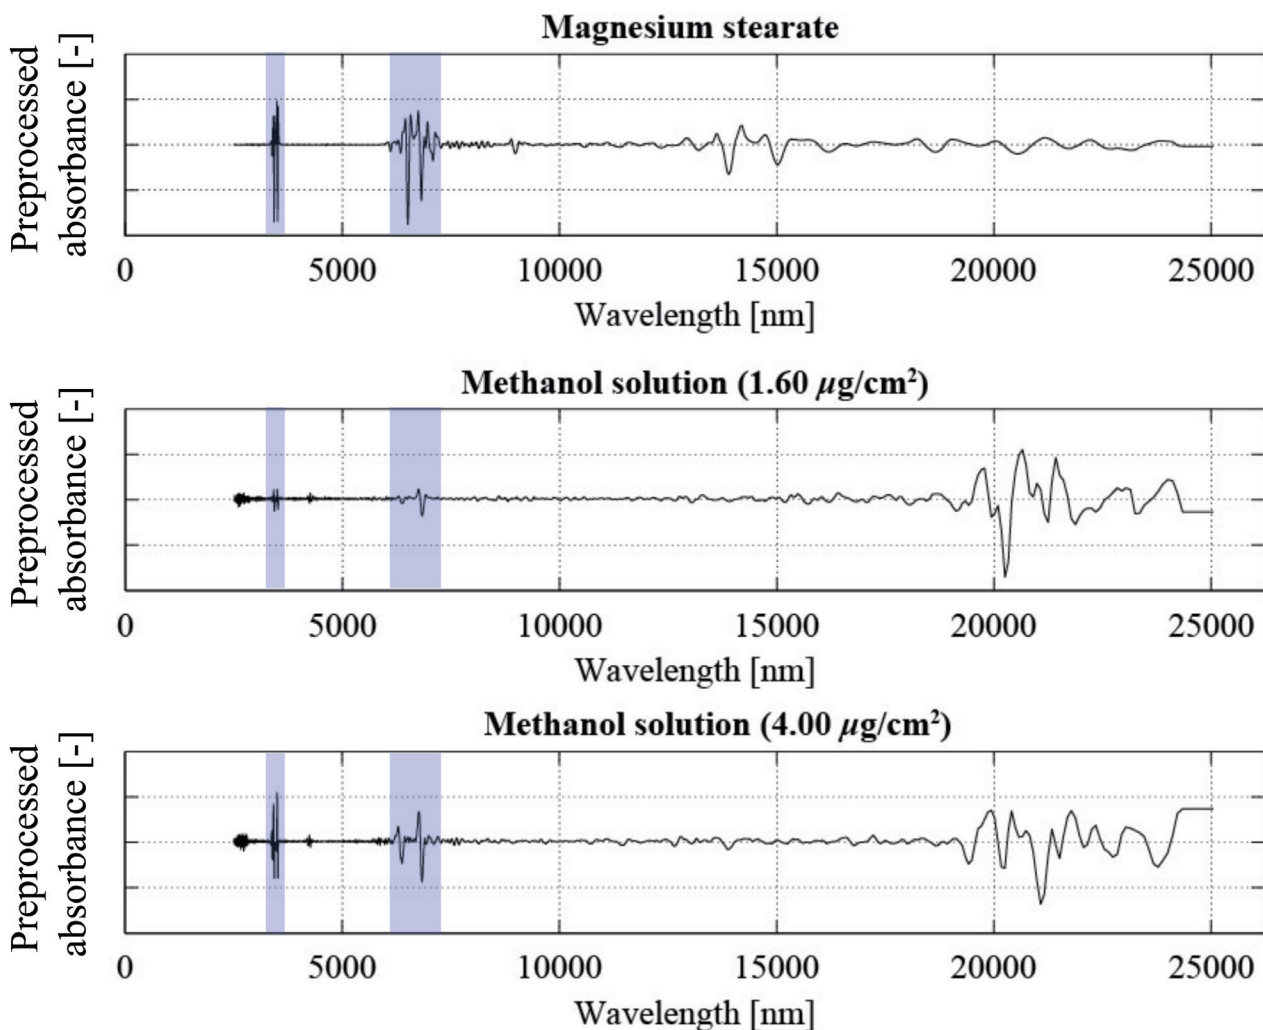 Magnesium stearate
Preprocessed
absorbance [-]
0 5000 10000 15000 20000 25000
Wavelength [nm]
Methanol solution (1.60 μg/cm²)
Preprocessed
absorbance [-]
0 5000 10000 15000 20000 25000
Wavelength [nm]
Methanol solution (4.00 μg/cm²)
Preprocessed
absorbance [-]
0 5000 10000 15000 20000 25000
Wavelength [nm]